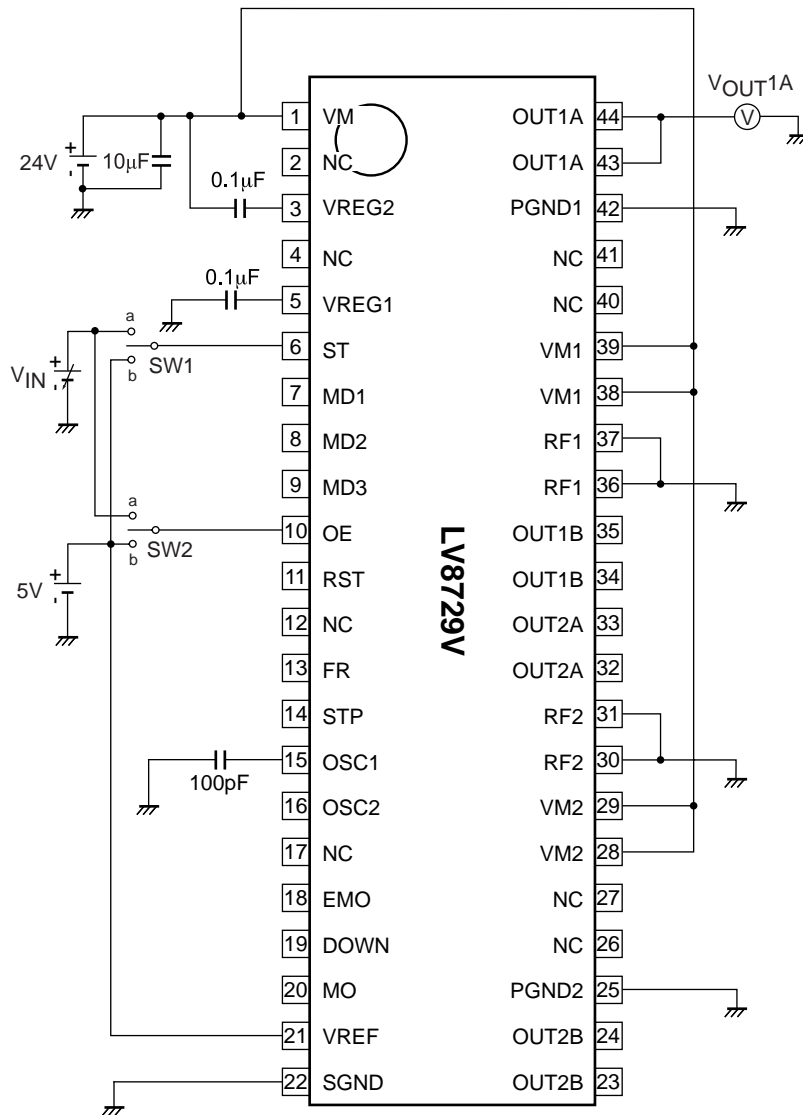 VOUT1A
V
24V
+
-
10µF
0.1µF
0.1µF
a
b
SW1
VIN
+
-
a
b
SW2
5V
+
-
100pF
1 VM
2 NC
3 VREG2
4 NC
5 VREG1
6 ST
7 MD1
8 MD2
9 MD3
10 OE
11 RST
12 NC
13 FR
14 STP
15 OSC1
16 OSC2
17 NC
18 EMO
19 DOWN
20 MO
21 VREF
22 SGND
LV8729V
OUT1A 44
OUT1A 43
PGND1 42
NC 41
NC 40
VM1 39
VM1 38
RF1 37
RF1 36
OUT1B 35
OUT1B 34
OUT2A 33
OUT2A 32
RF2 31
RF2 30
VM2 29
VM2 28
NC 27
NC 26
PGND2 25
OUT2B 24
OUT2B 23